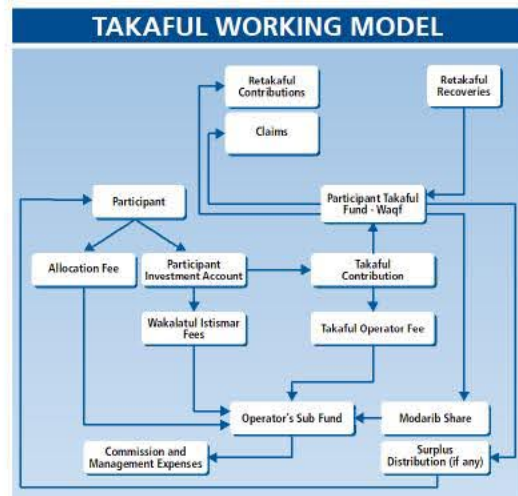 TAKAFUL WORKING MODEL
Retakaful
Contributions
Retakaful
Recoveries
Claims
Participant
Participant Takaful
Fund - Waqf
Allocation Fee
Participant
Investment Account
Takaful
Contribution
Wakalatul Istismar
Fees
Takaful Operator Fee
Operator's Sub Fund
Modarib Share
Commission and
Management Expenses
Surplus
Distribution (if any)